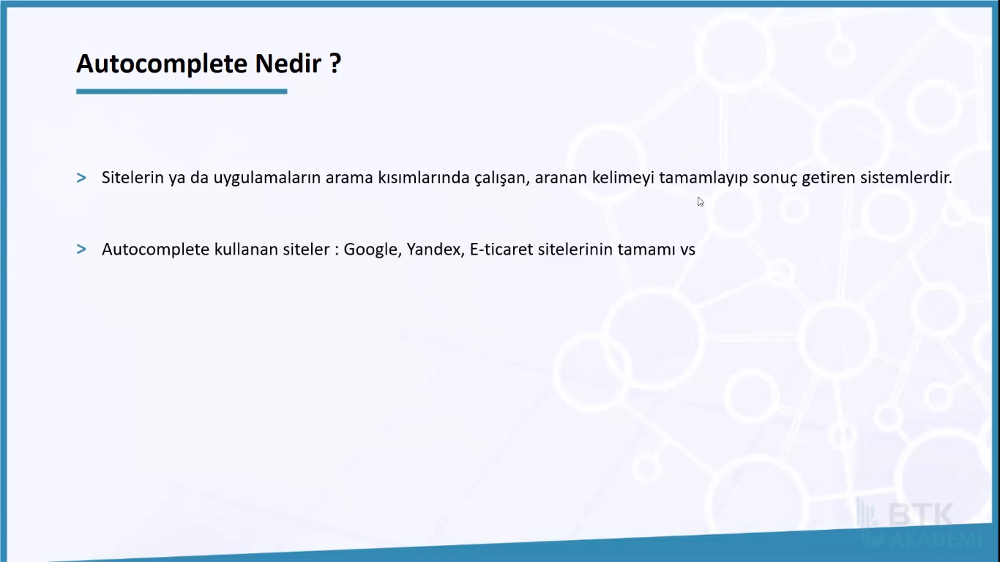 Autocomplete Nedir ?
> Sitelerin ya da uygulamaların arama kısımlarında çalışan, aranan kelimeyi tamamlayıp sonuç getiren sistemlerdir.
> Autocomplete kullanan siteler : Google, Yandex, E-ticaret sitelerinin tamamı vs
BTK
AKADEMİ